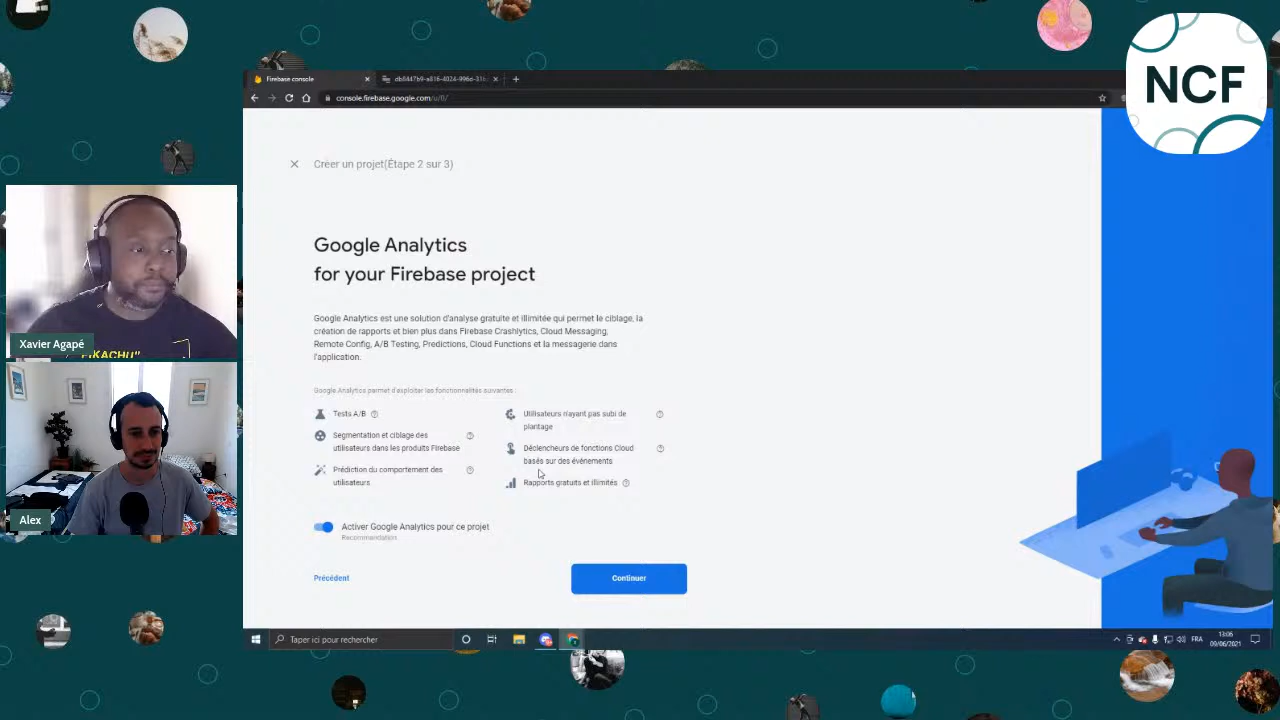 NCF
Firebase console
console.firebase.google.com/u/0/
Créer un projet(Étape 2 sur 3)
Google Analytics
for your Firebase project
Google Analytics est une solution d'analyse gratuite et illimitée qui permet le ciblage, la
création de rapports et bien plus dans Firebase Crashlytics, Cloud Messaging,
Remote Config, A/B Testing, Predictions, Cloud Functions et la messagerie dans
l'application.
Google Analytics permet d'exploiter les fonctionnalités suivantes :
Tests A/B
Segmentation et ciblage des
utilisateurs dans les produits Firebase
Prédiction du comportement des
utilisateurs
Utilisateurs n'ayant pas subi de
plantage
Déclencheurs de fonctions Cloud
basés sur des événements
Rapports gratuits et illimités
Activer Google Analytics pour ce projet
Recommandation
Précédent
Continuer
Xavier Agapé
PIKACHU"
Alex
Taper ici pour rechercher
FRA
13:06
09/06/2021